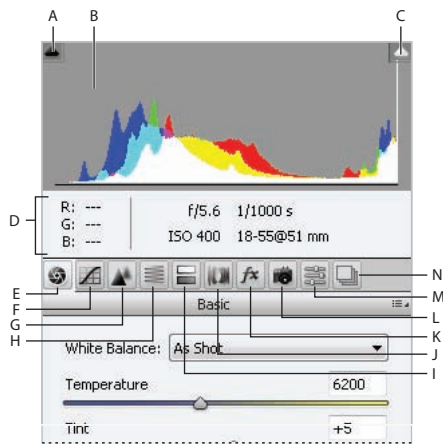 A B C
D
R: ---
G: ---
B: ---
f/5.6 1/1000 s
ISO 400 18-55@51 mm
fx
E
F
G
H
I
J
K
L
M
N
Basic
White Balance: As Shot
Temperature 6200
Tint +5